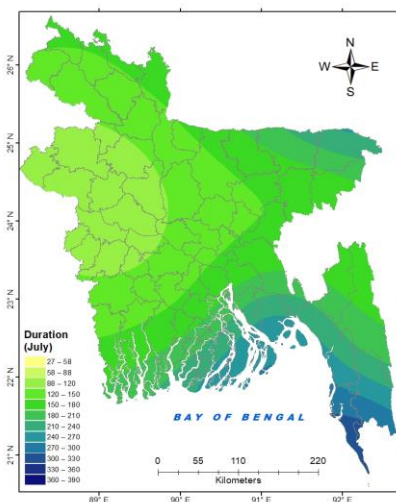 N
W E
S
26°N
25°N
24°N
23°N
22°N
21°N
Duration
(July)
27 – 58
58 – 88
88 – 120
120 – 150
150 – 180
180 – 210
210 – 240
240 – 270
270 – 300
300 – 330
330 – 360
360 – 390
BAY OF BENGAL
0 55 110 220
Kilometers
89°E 90°E 91°E 92°E